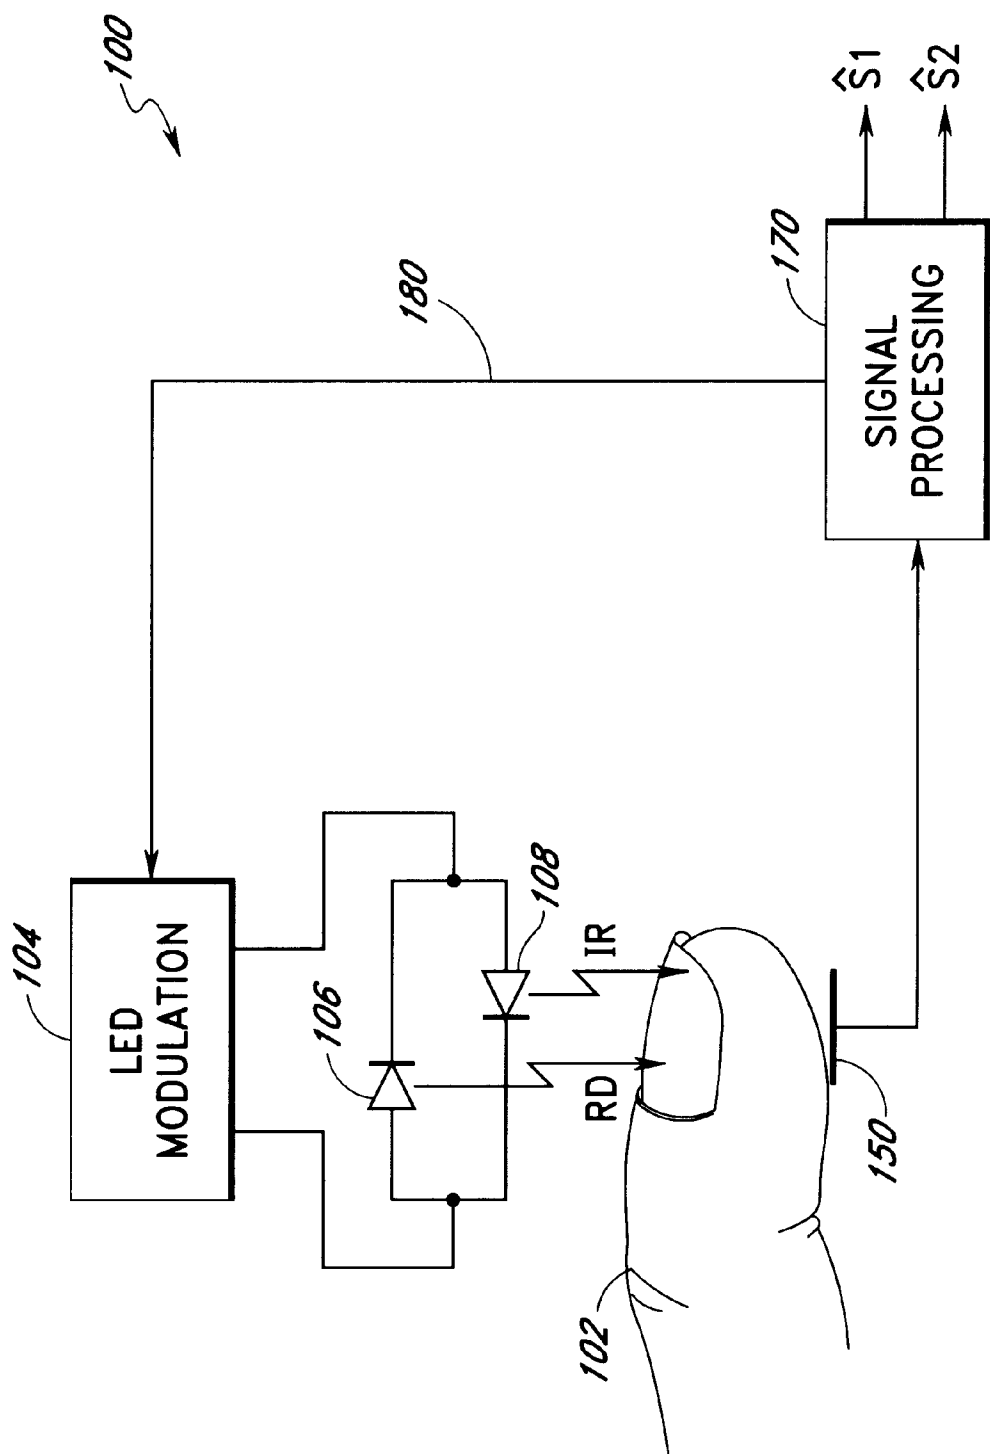 100
104
LED
MODULATION
106
108
RD
IR
102
150
180
170
SIGNAL
PROCESSING
Ŝ1
Ŝ2